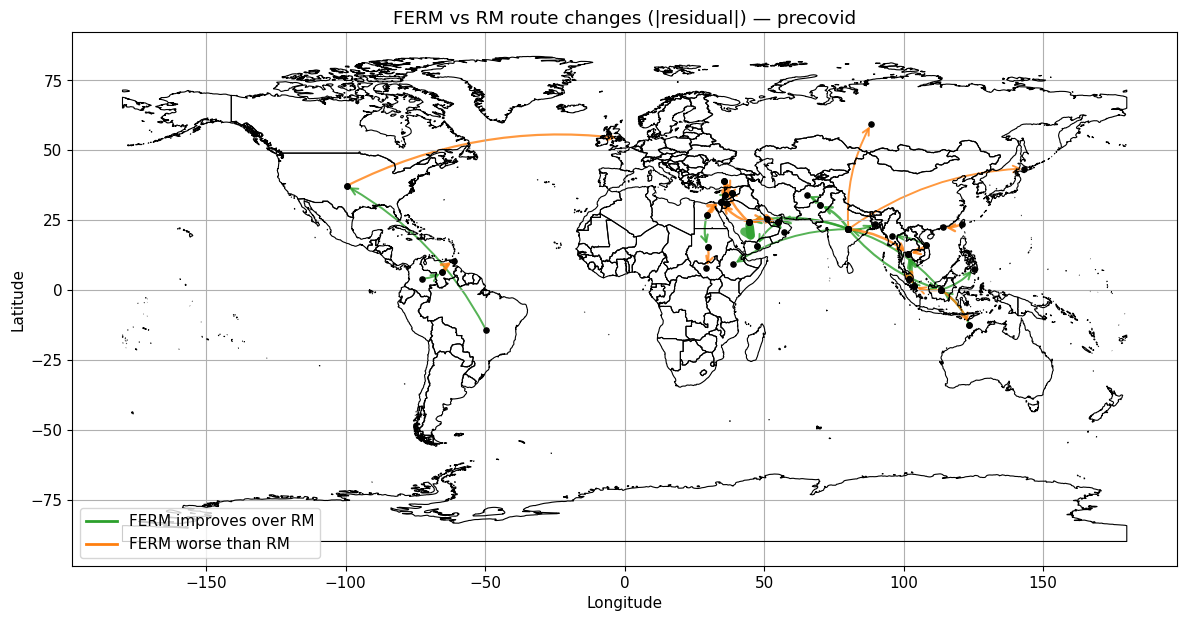 FERM vs RM route changes (|residual|) — precovid
75
50
25
0
−25
−50
−75
Latitude
FERM improves over RM
FERM worse than RM
−150
−100
−50
0
50
100
150
Longitude